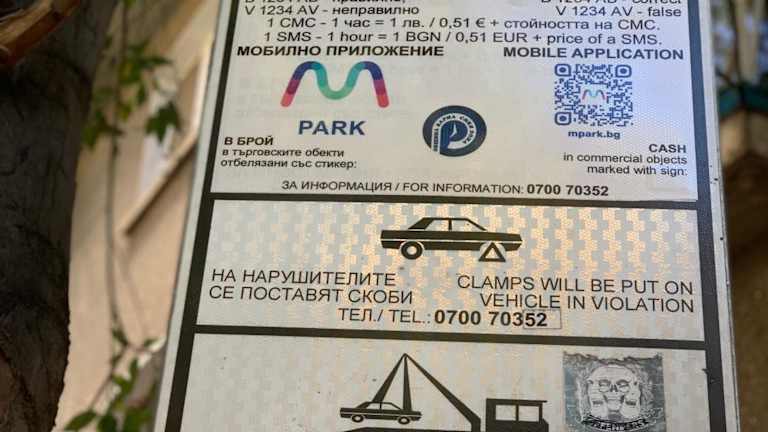 V 1234 AV - неправилно
V 1234 AV - false
1 СМС - 1 час = 1 лв. / 0,51 € + стойността на СМС.
1 SMS - 1 hour = 1 BGN / 0,51 EUR + price of a SMS.
МОБИЛНО ПРИЛОЖЕНИЕ
MOBILE APPLICATION
PARK
mpark.bg
В БРОЙ
в търговските обекти
отбелязани със стикер:
CASH
in commercial objects
marked with sign:
ЗА ИНФОРМАЦИЯ / FOR INFORMATION: 0700 70352
НА НАРУШИТЕЛИТЕ
СЕ ПОСТАВЯТ СКОБИ
CLAMPS WILL BE PUT ON
VEHICLE IN VIOLATION
ТЕЛ./ TEL.: 0700 70352